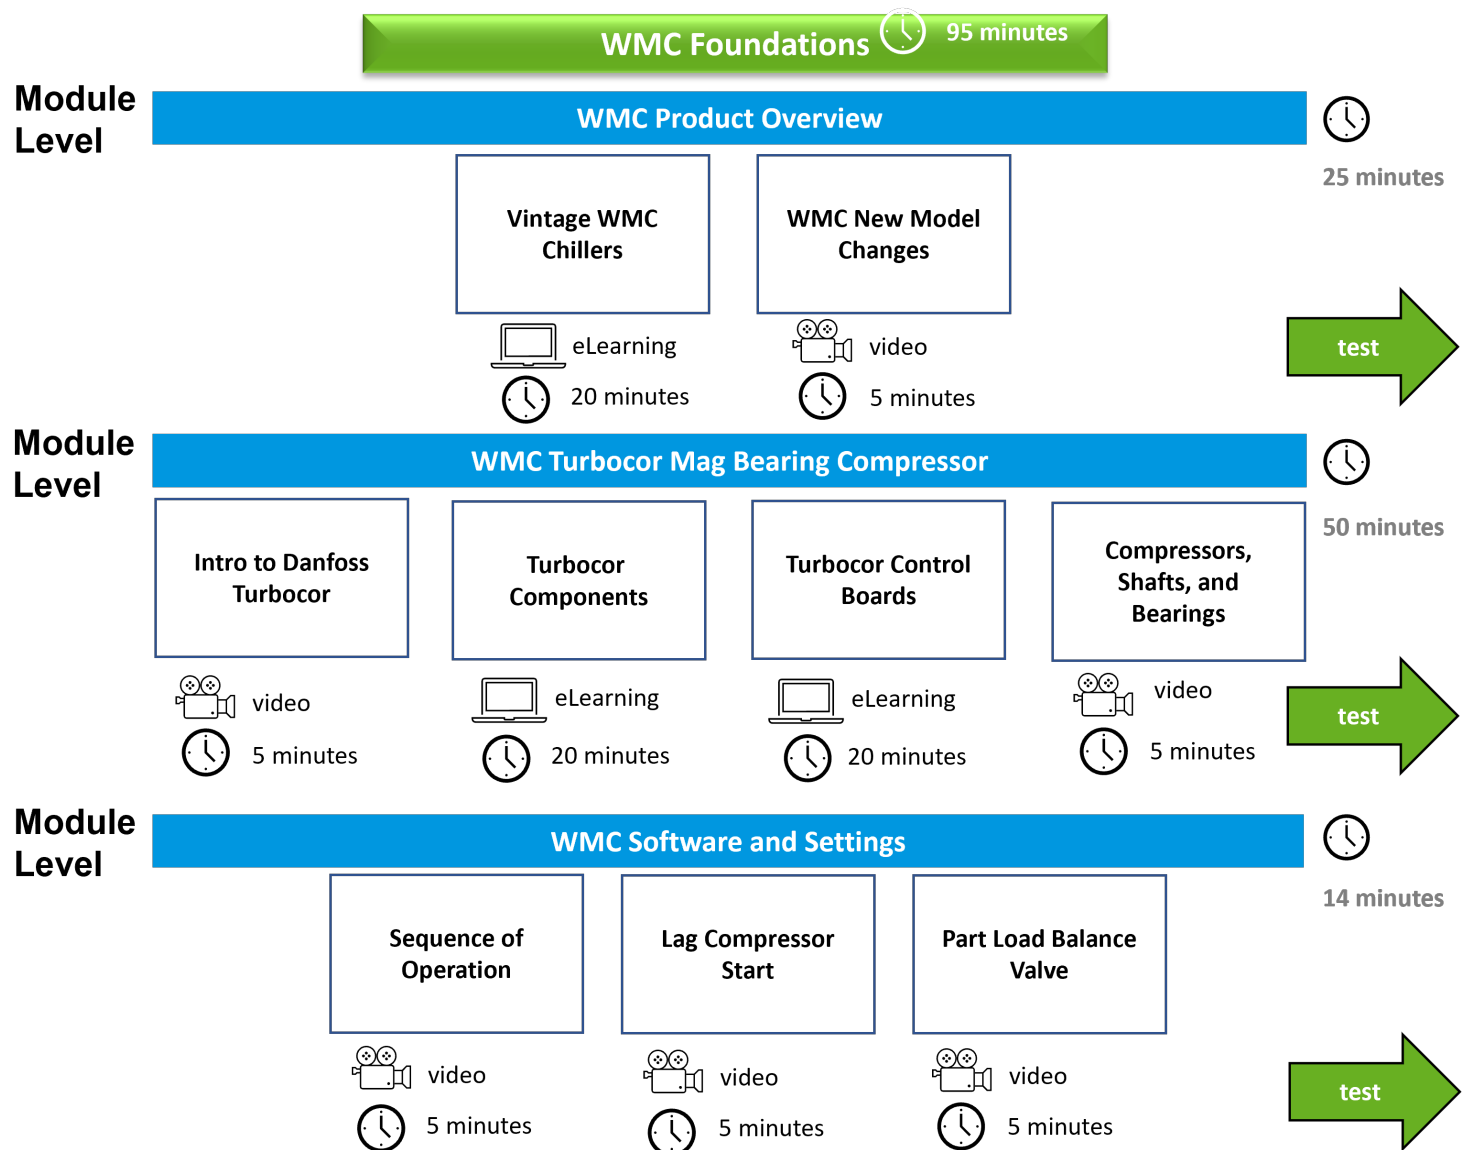 WMC Foundations
95 minutes
Module
Level
WMC Product Overview
25 minutes
Vintage WMC
Chillers
WMC New Model
Changes
eLearning
20 minutes
video
5 minutes
test
Module
Level
WMC Turbocor Mag Bearing Compressor
50 minutes
Intro to Danfoss
Turbocor
Turbocor
Components
Turbocor Control
Boards
Compressors,
Shafts, and
Bearings
video
5 minutes
eLearning
20 minutes
eLearning
20 minutes
video
5 minutes
test
Module
Level
WMC Software and Settings
14 minutes
Sequence of
Operation
Lag Compressor
Start
Part Load Balance
Valve
video
5 minutes
video
5 minutes
video
5 minutes
test